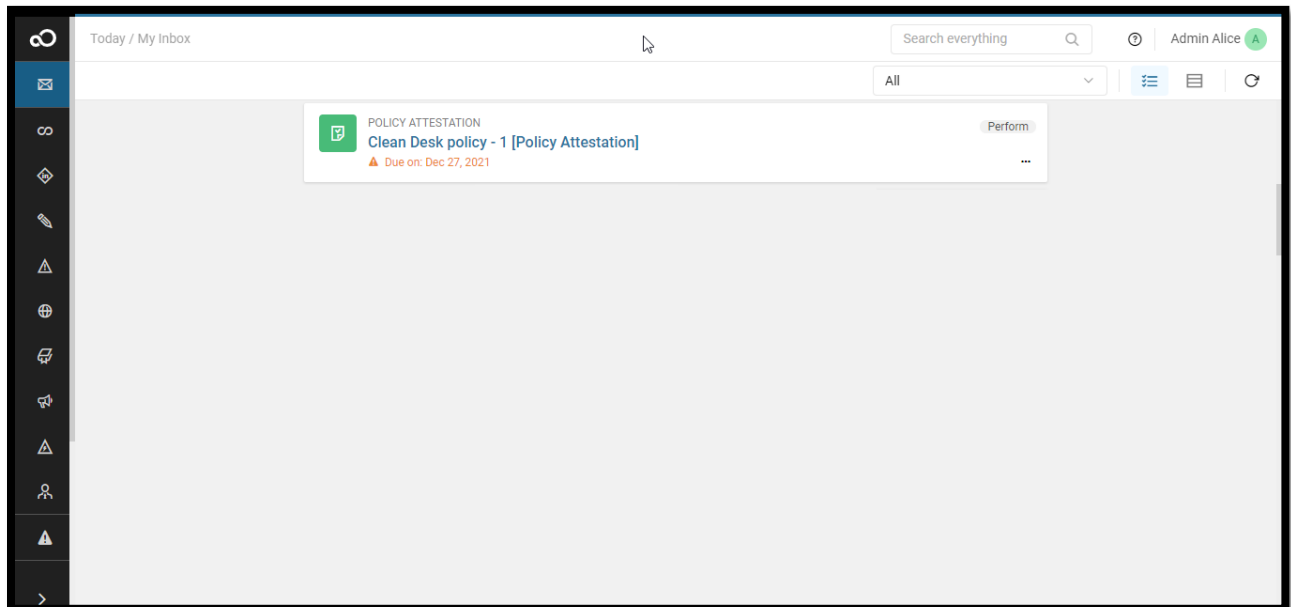 Today / My Inbox
Search everything
Admin Alice A
All
POLICY ATTESTATION
Perform
Clean Desk policy - 1 [Policy Attestation]
Due on: Dec 27, 2021